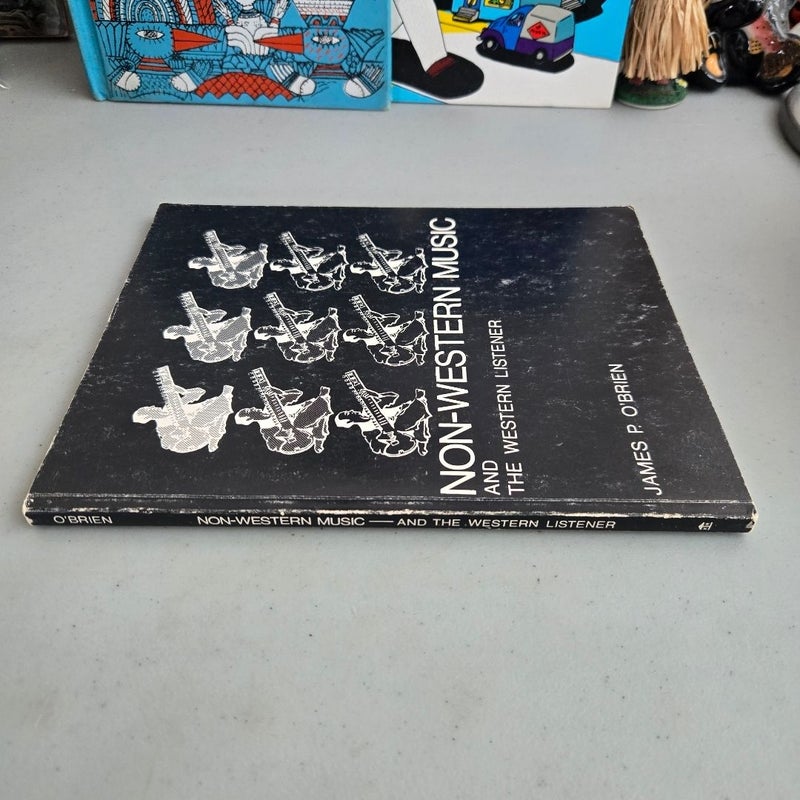 NON-WESTERN MUSIC
AND
THE WESTERN LISTENER
JAMES P. O'BRIEN
O'BRIEN NON-WESTERN MUSIC — AND THE WESTERN LISTENER